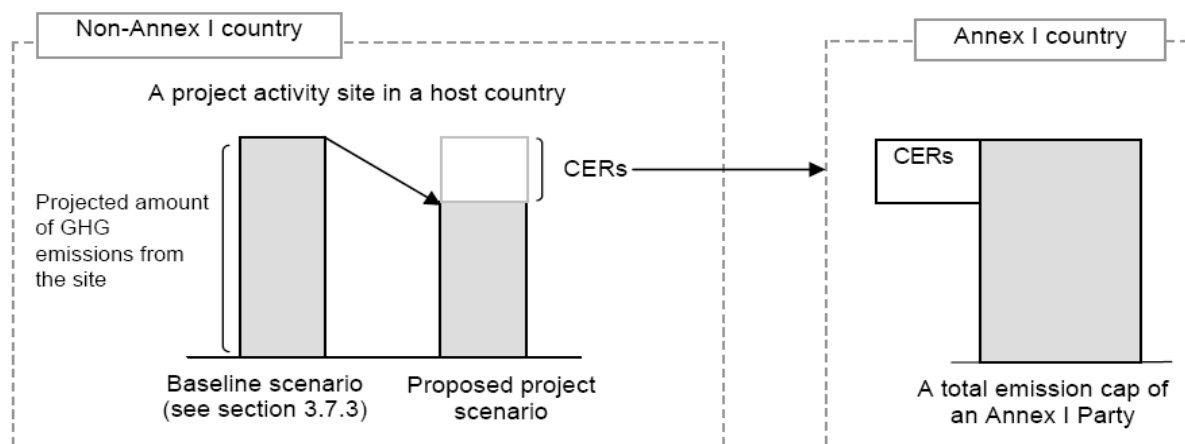 Non-Annex I country
Annex I country
A project activity site in a host country
Projected amount
of GHG
emissions from
the site
CERs
CERs
Baseline scenario
(see section 3.7.3)
Proposed project
scenario
A total emission cap of
an Annex I Party